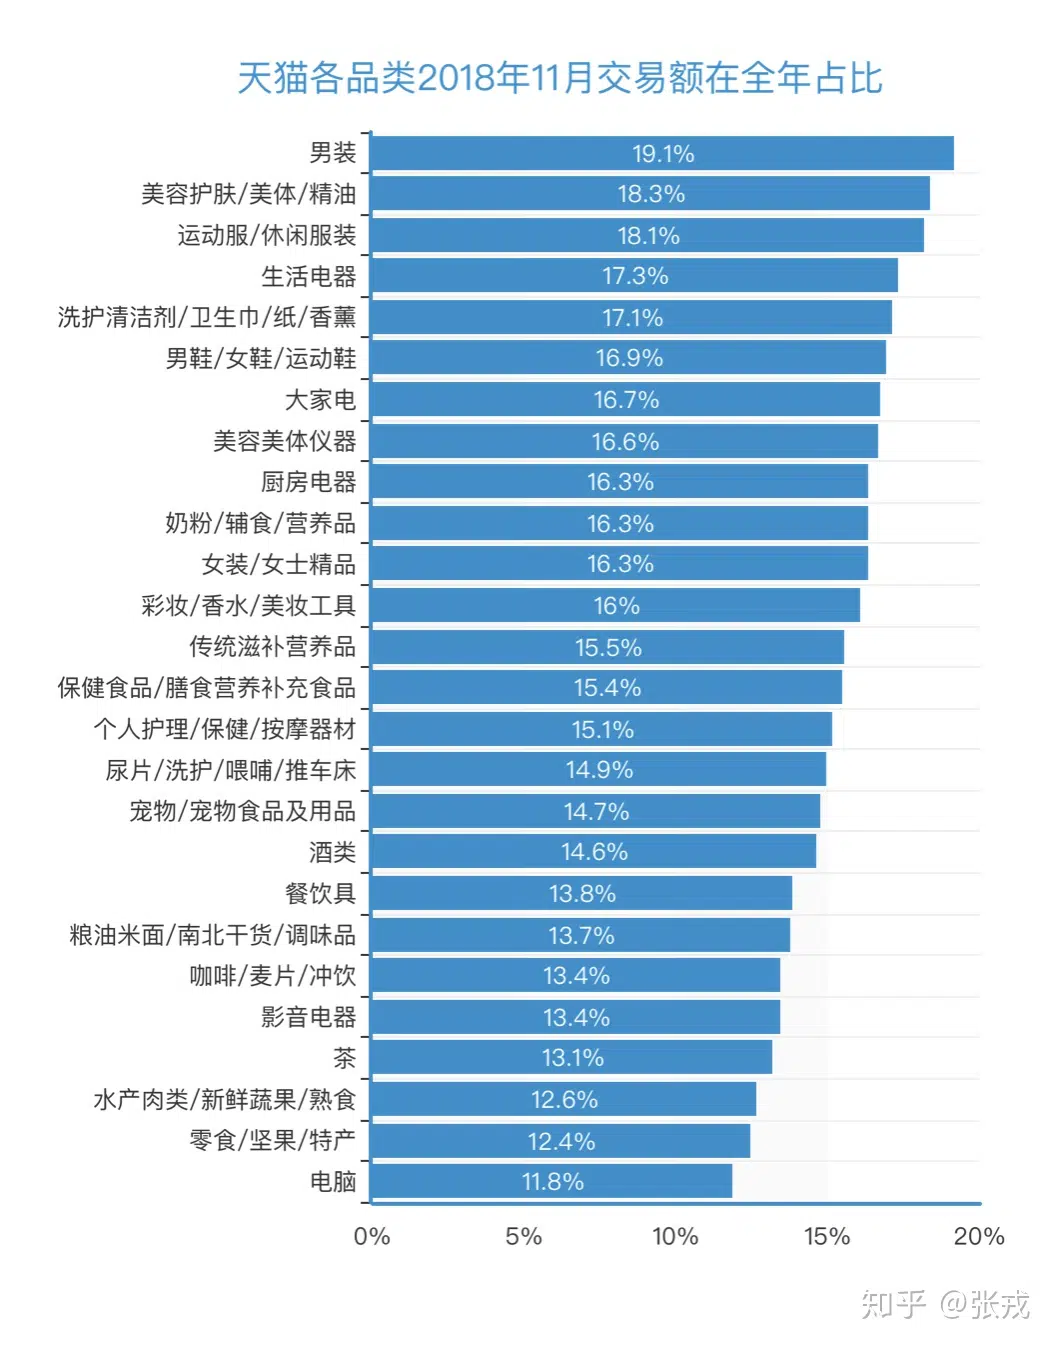 天猫各品类2018年11月交易额在全年占比
男装 19.1%
美容护肤/美体/精油 18.3%
运动服/休闲服装 18.1%
生活电器 17.3%
洗护清洁剂/卫生巾/纸/香薰 17.1%
男鞋/女鞋/运动鞋 16.9%
大家电 16.7%
美容美体仪器 16.6%
厨房电器 16.3%
奶粉/辅食/营养品 16.3%
女装/女士精品 16.3%
彩妆/香水/美妆工具 16%
传统滋补营养品 15.5%
保健食品/膳食营养补充食品 15.4%
个人护理/保健/按摩器材 15.1%
尿片/洗护/喂哺/推车床 14.9%
宠物/宠物食品及用品 14.7%
酒类 14.6%
餐饮具 13.8%
粮油米面/南北干货/调味品 13.7%
咖啡/麦片/冲饮 13.4%
影音电器 13.4%
茶 13.1%
水产肉类/新鲜蔬果/熟食 12.6%
零食/坚果/特产 12.4%
电脑 11.8%
0% 5% 10% 15% 20%
知乎 @张戎